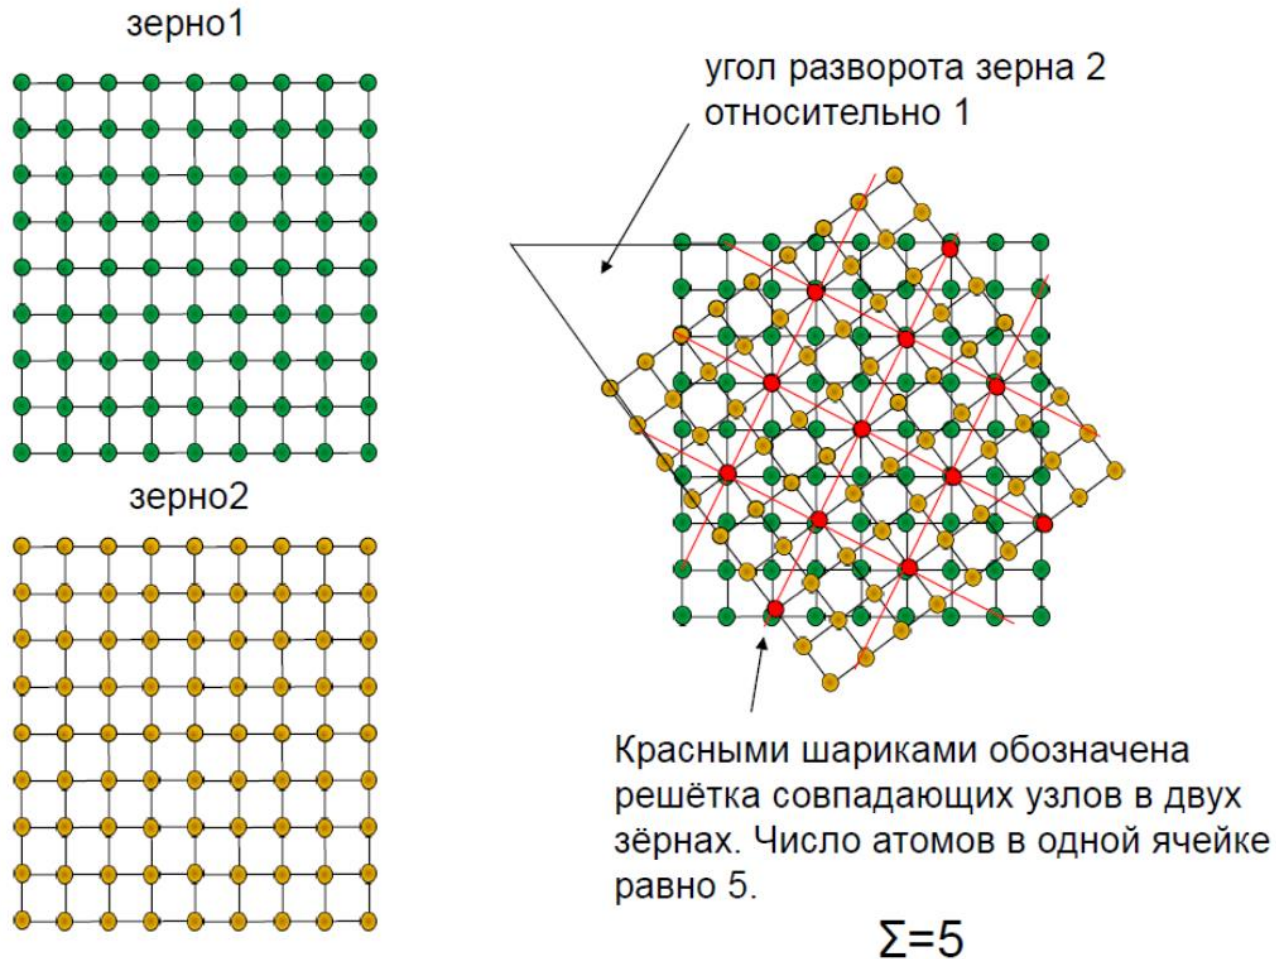 зерно1
угол разворота зерна 2
относительно 1
зерно2
Красными шариками обозначена
решётка совпадающих узлов в двух
зёрнах. Число атомов в одной ячейке
равно 5.
Σ=5